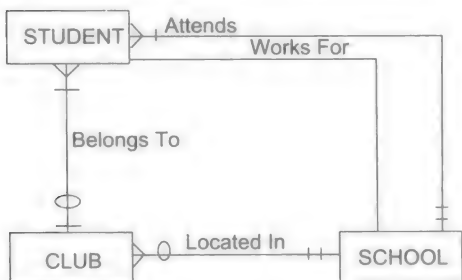 STUDENT
Attends
Works For
Belongs To
Located In
CLUB
SCHOOL